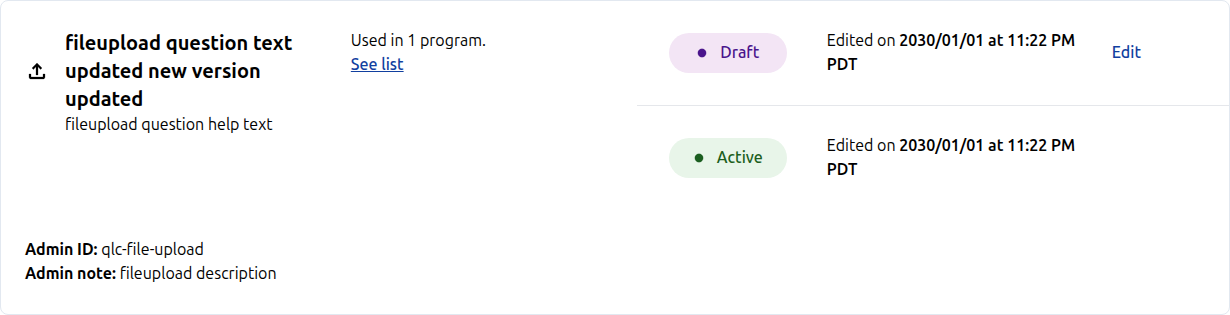 fileupload question text
updated new version
updated
fileupload question help text
Used in 1 program.
See list
Draft
Edited on 2030/01/01 at 11:22 PM
PDT
Edit
Active
Edited on 2030/01/01 at 11:22 PM
PDT
Admin ID: qlc-file-upload
Admin note: fileupload description